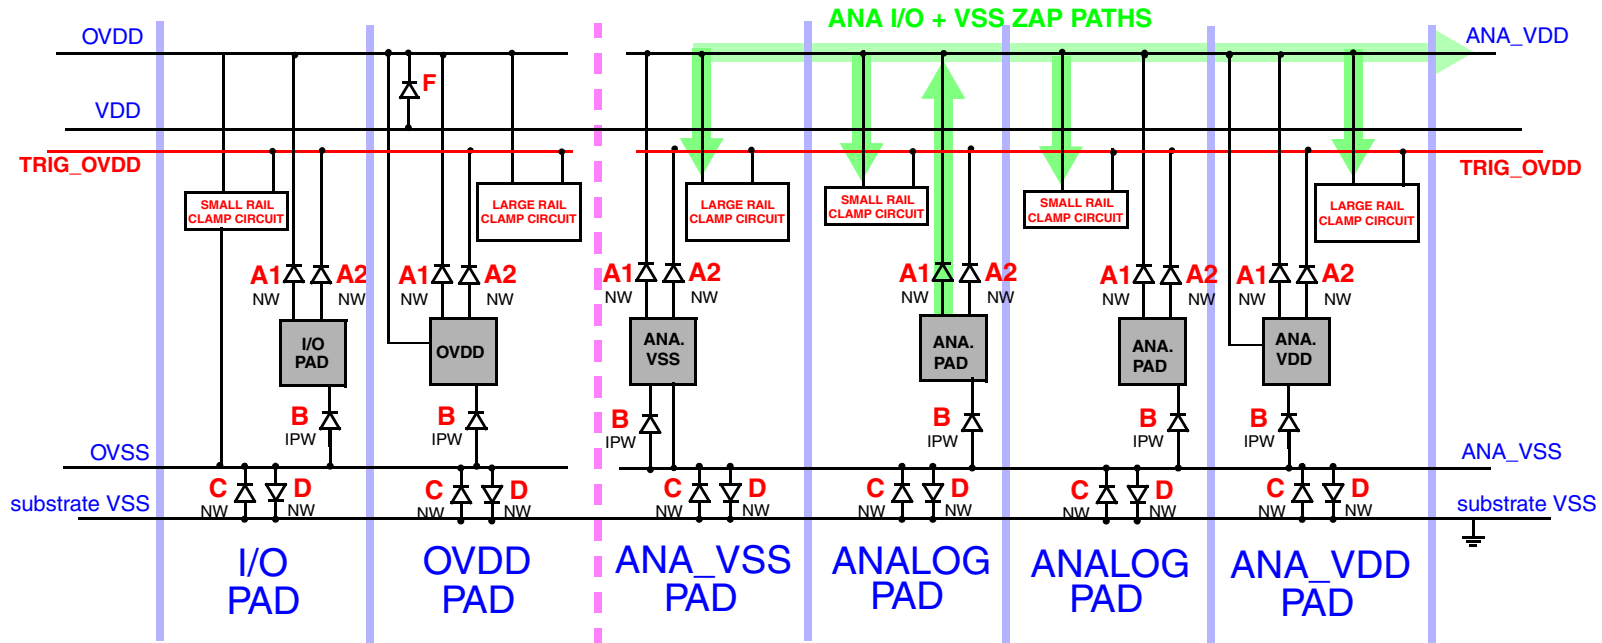 ANA I/O + VSS ZAP PATHS
OVDD
ANA_VDD
F
VDD
TRIG_OVDD
TRIG_OVDD
SMALL RAIL
CLAMP CIRCUIT
LARGE RAIL
CLAMP CIRCUIT
LARGE RAIL
CLAMP CIRCUIT
SMALL RAIL
CLAMP CIRCUIT
SMALL RAIL
CLAMP CIRCUIT
LARGE RAIL
CLAMP CIRCUIT
A1 A2 A1 A2 A1 A2 A1 A2 A1 A2 A1 A2
NW NW NW NW NW NW NW NW NW NW NW NW
I/O
PAD
OVDD
ANA.
VSS
ANA.
PAD
ANA.
PAD
ANA.
VDD
B B B B B B
IPW IPW IPW IPW IPW IPW
OVSS
ANA_VSS
C D C D C D C D C D C D
NW NW NW NW NW NW NW NW NW NW NW NW
substrate VSS
substrate VSS
I/O
PAD
OVDD
PAD
ANA_VSS
PAD
ANALOG
PAD
ANALOG
PAD
ANA_VDD
PAD